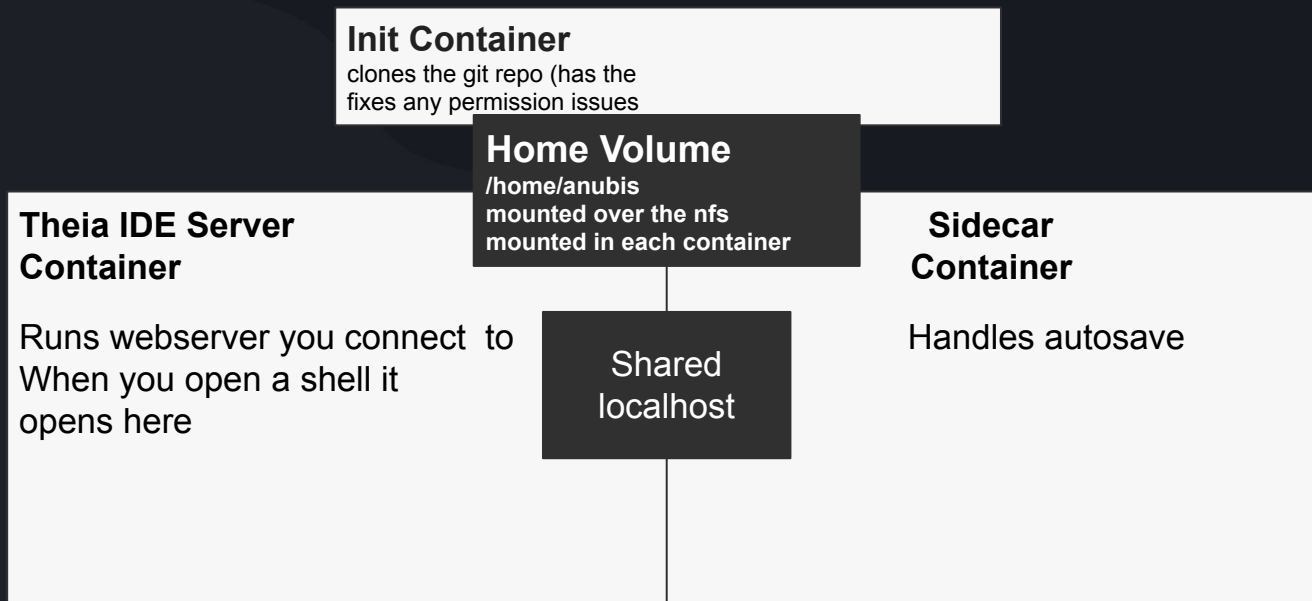 Init Container
clones the git repo (has the
fixes any permission issues
Home Volume
/home/anubis
mounted over the nfs
mounted in each container
Theia IDE Server
Container
Runs webserver you connect to
When you open a shell it
opens here
Shared
localhost
Sidecar
Container
Handles autosave